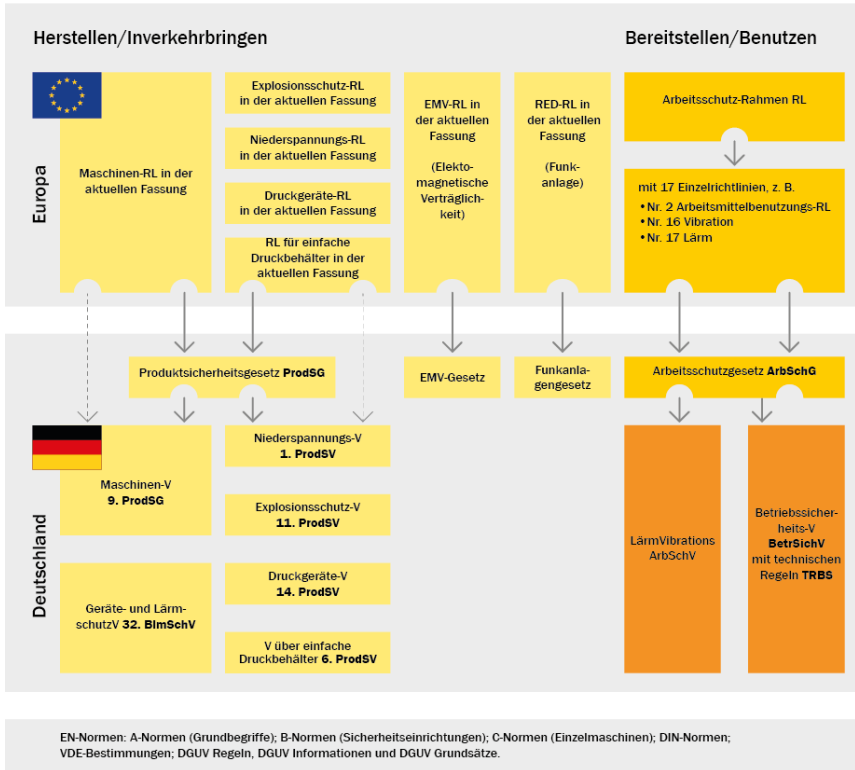 Herstellen/Inverkehrbringen
Bereitstellen/Benutzen
Europa
Maschinen-RL in der
aktuellen Fassung
Explosionsschutz-RL
in der aktuellen Fassung
Niederspannungs-RL
in der aktuellen Fassung
Druckgeräte-RL
in der aktuellen Fassung
RL für einfache
Druckbehälter in der
aktuellen Fassung
EMV-RL in
der aktuellen
Fassung
(Elekto-
magnetische
Verträglich-
keit)
RED-RL in
der aktuellen
Fassung
(Funk-
anlage)
Arbeitsschutz-Rahmen RL
mit 17 Einzelrichtlinien, z. B.
• Nr. 2 Arbeitsmittelbenutzungs-RL
• Nr. 16 Vibration
• Nr. 17 Lärm
Deutschland
Produktsicherheitsgesetz ProdSG
EMV-Gesetz
Funkanla-
gengesetz
Arbeitsschutzgesetz ArbSchG
Maschinen-V
9. ProdSG
Geräte- und Lärm-
schutzV 32. BImSchV
Niederspannungs-V
1. ProdSV
Explosionsschutz-V
11. ProdSV
Druckgeräte-V
14. ProdSV
V über einfache
Druckbehälter 6. ProdSV
LärmVibrations
ArbSchV
Betriebssicher-
heits-V
BetrSichV
mit technischen
Regeln TRBS
EN-Normen: A-Normen (Grundbegriffe); B-Normen (Sicherheitseinrichtungen); C-Normen (Einzelmaschinen); DIN-Normen;
VDE-Bestimmungen; DGUV Regeln, DGUV Informationen und DGUV Grundsätze.